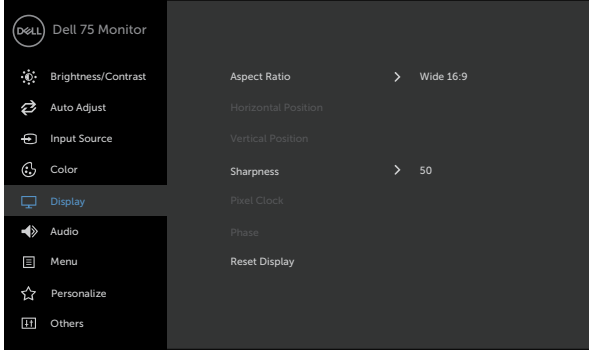 DELL Dell 75 Monitor
Brightness/Contrast Aspect Ratio > Wide 16:9
Auto Adjust Horizontal Position
Input Source Vertical Position
Color Sharpness > 50
Display Pixel Clock
Audio Phase
Menu Reset Display
Personalize
Others